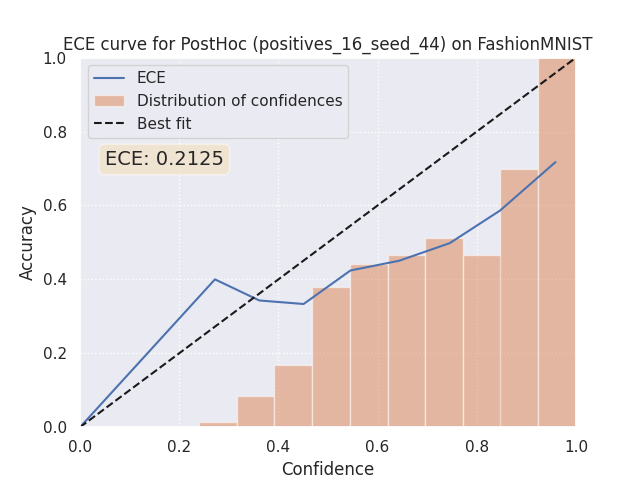 ECE curve for PostHoc (positives_16_seed_44) on FashionMNIST
1.0
0.8
0.6
0.4
0.2
0.0
Accuracy
ECE
Distribution of confidences
Best fit
ECE: 0.2125
0.0 0.2 0.4 0.6 0.8 1.0
Confidence